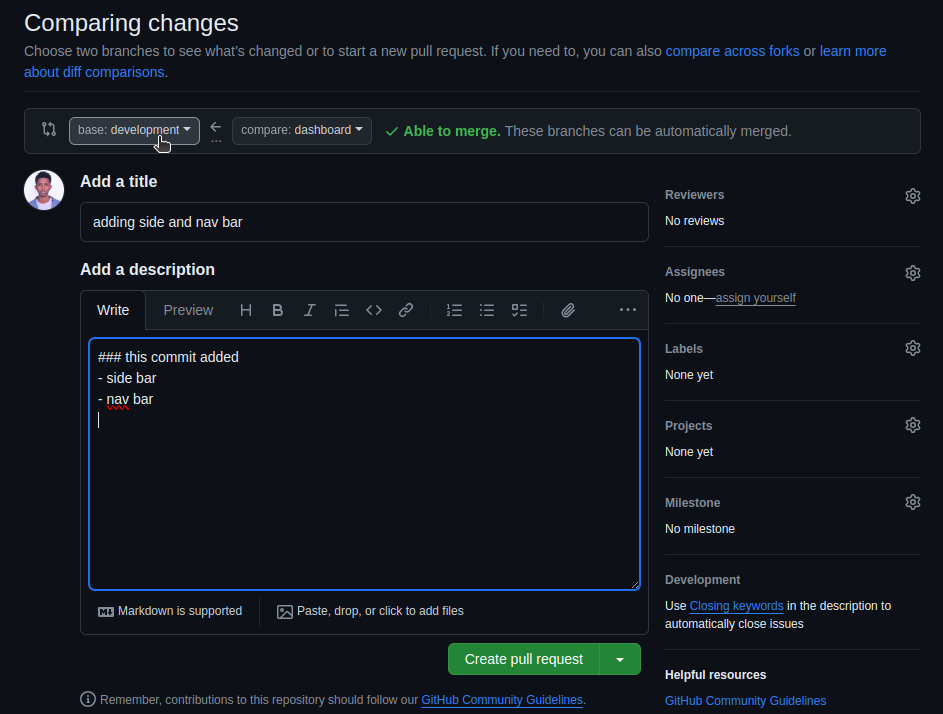 Comparing changes
Choose two branches to see what's changed or to start a new pull request. If you need to, you can also compare across forks or learn more
about diff comparisons.
base: development
compare: dashboard
Able to merge. These branches can be automatically merged.
Add a title
adding side and nav bar
Add a description
Write
Preview
### this commit added
- side bar
- nav bar
Markdown is supported
Paste, drop, or click to add files
Create pull request
Remember, contributions to this repository should follow our GitHub Community Guidelines.
Reviewers
No reviews
Assignees
No one—assign yourself
Labels
None yet
Projects
None yet
Milestone
No milestone
Development
Use Closing keywords in the description to
automatically close issues
Helpful resources
GitHub Community Guidelines